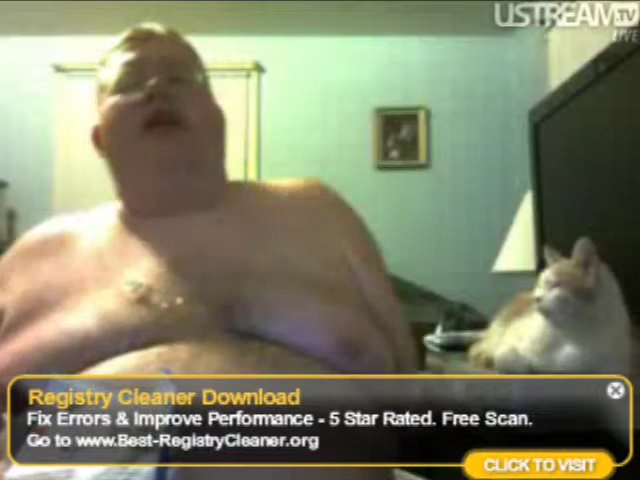 USTREAM TV
LIVE
Registry Cleaner Download
Fix Errors & Improve Performance - 5 Star Rated. Free Scan.
Go to www.Best-RegistryCleaner.org
CLICK TO VISIT